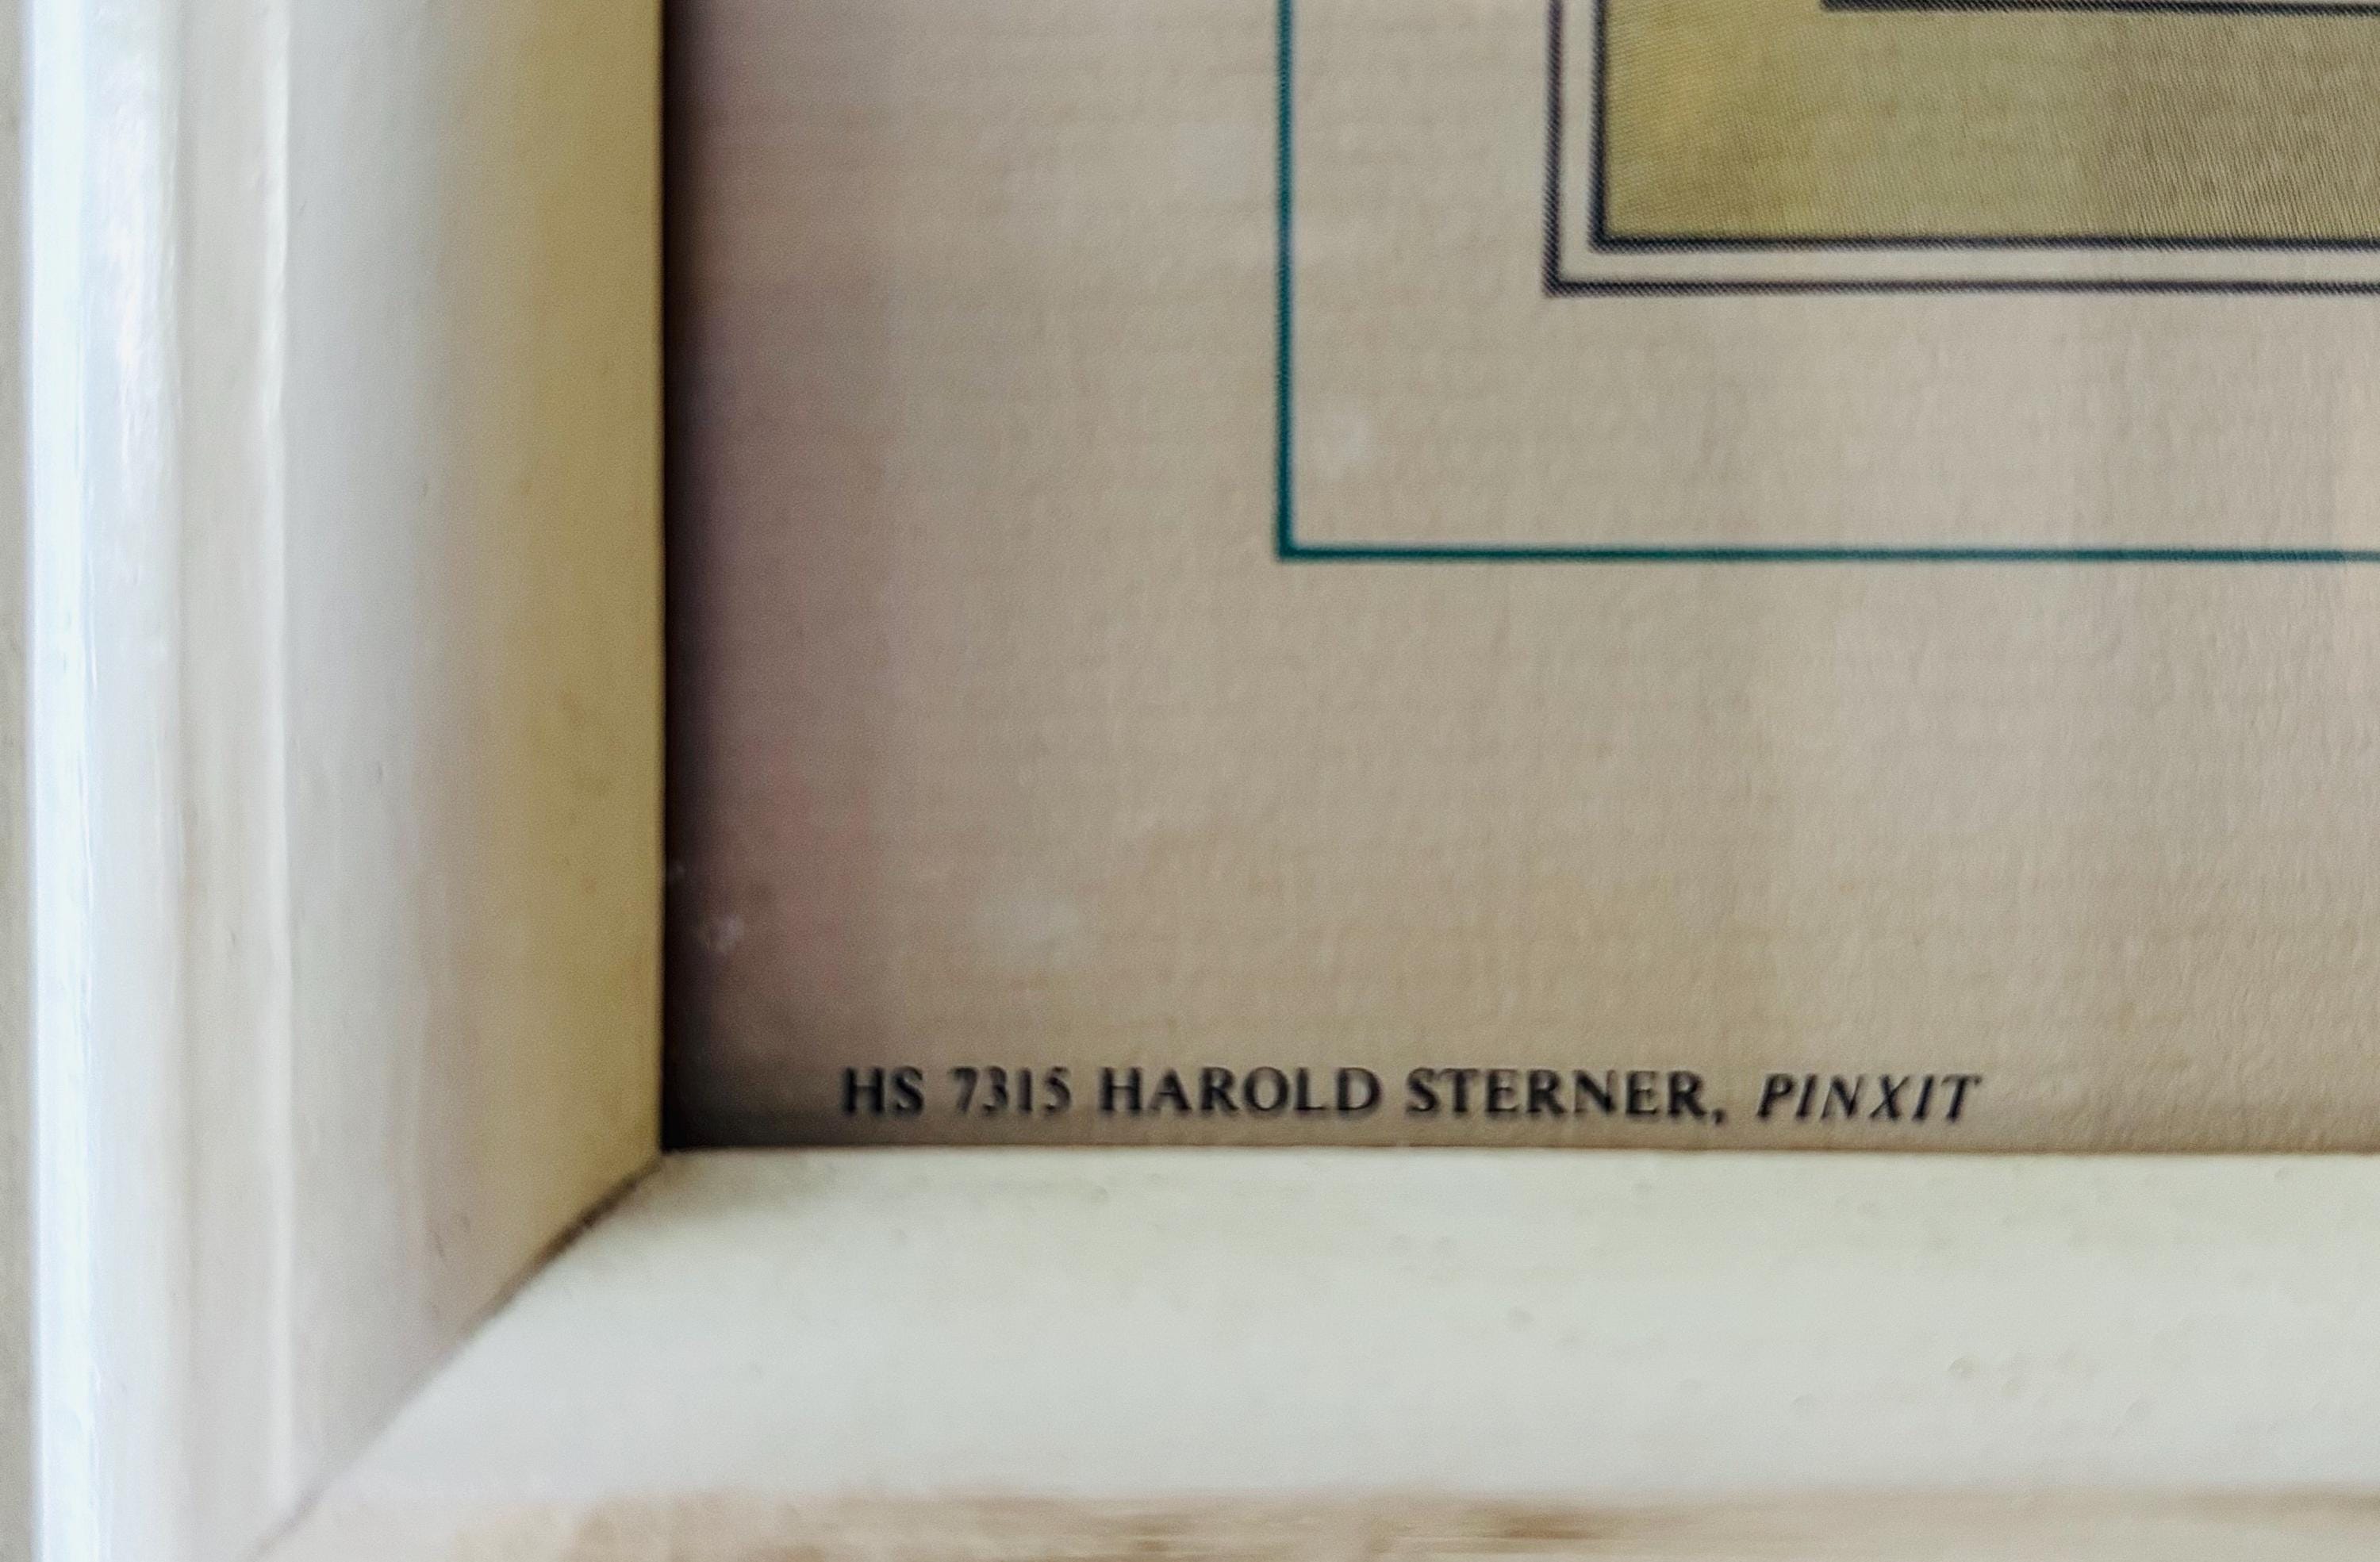 HS 7315 HAROLD STERNER, PINXIT